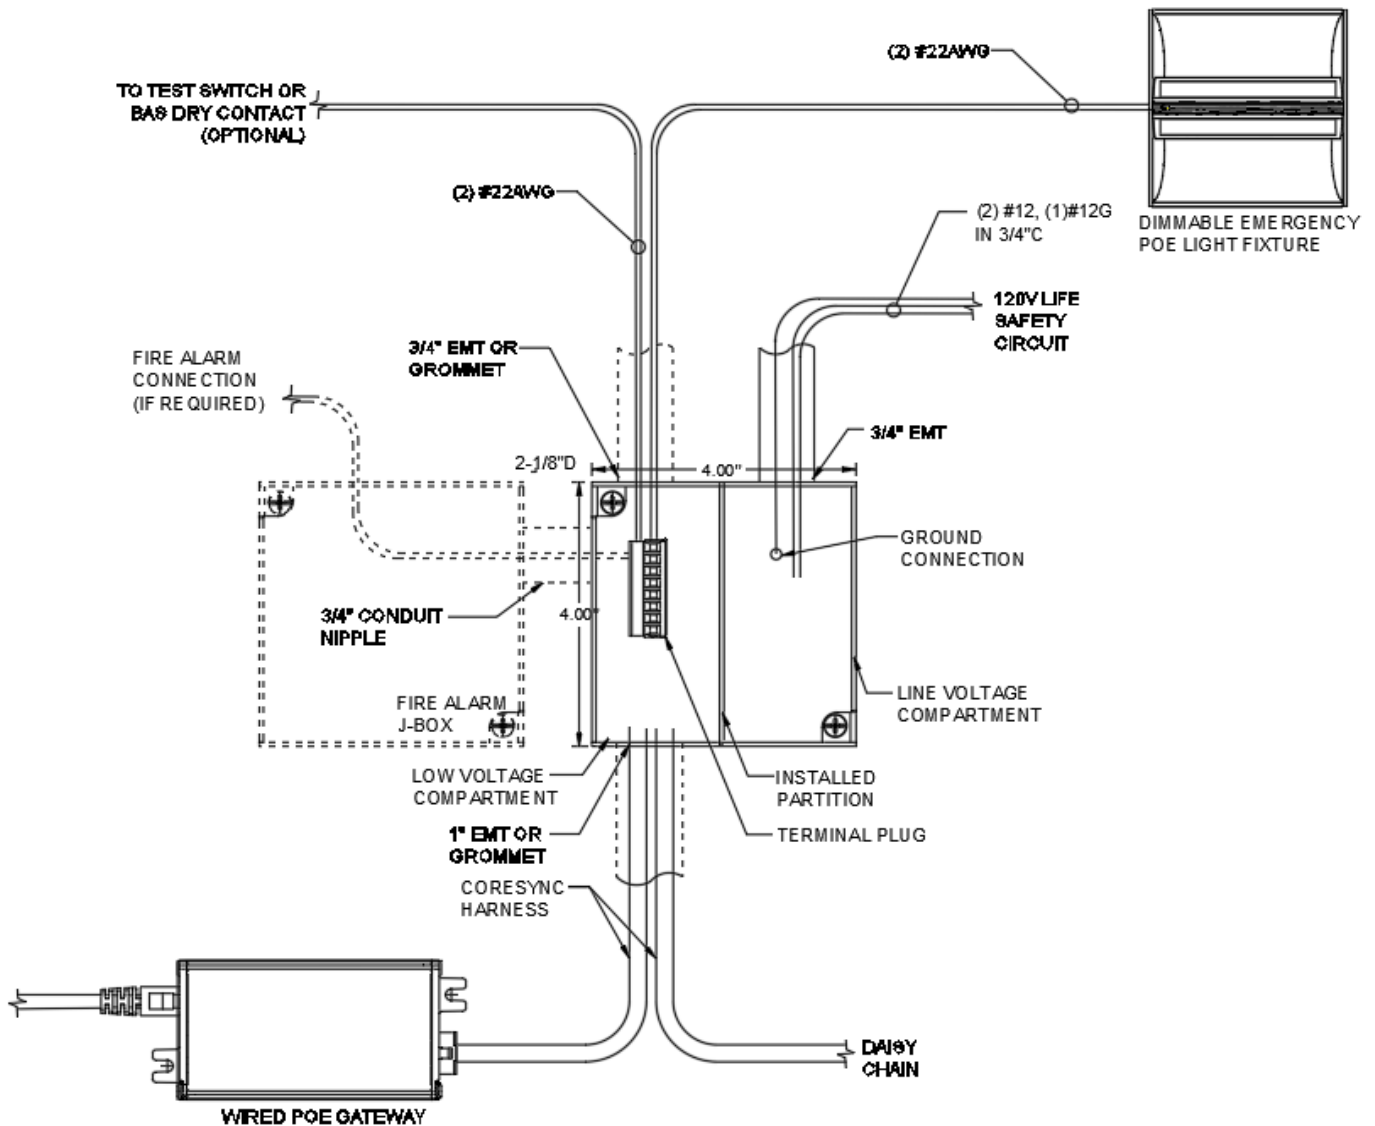 (2) #22AWG
TO TEST SWITCH OR
BAS DRY CONTACT
(OPTIONAL)
(2) #22AWG
(2) #12, (1)#12G
IN 3/4"C
DIMMABLE EMERGENCY
POE LIGHT FIXTURE
120V LIFE
SAFETY
CIRCUIT
FIRE ALARM
CONNECTION
(IF REQUIRED)
3/4" EMT OR
GROMMET
3/4" EMT
2-1/8"D
4.00"
GROUND
CONNECTION
4.00"
3/4" CONDUIT
NIPPLE
FIRE ALARM
J-BOX
LINE VOLTAGE
COMPARTMENT
LOW VOLTAGE
COMPARTMENT
INSTALLED
PARTITION
1" EMT OR
GROMMET
TERMINAL PLUG
CORESYNC
HARNESS
DAISY
CHAIN
WIRED POE GATEWAY